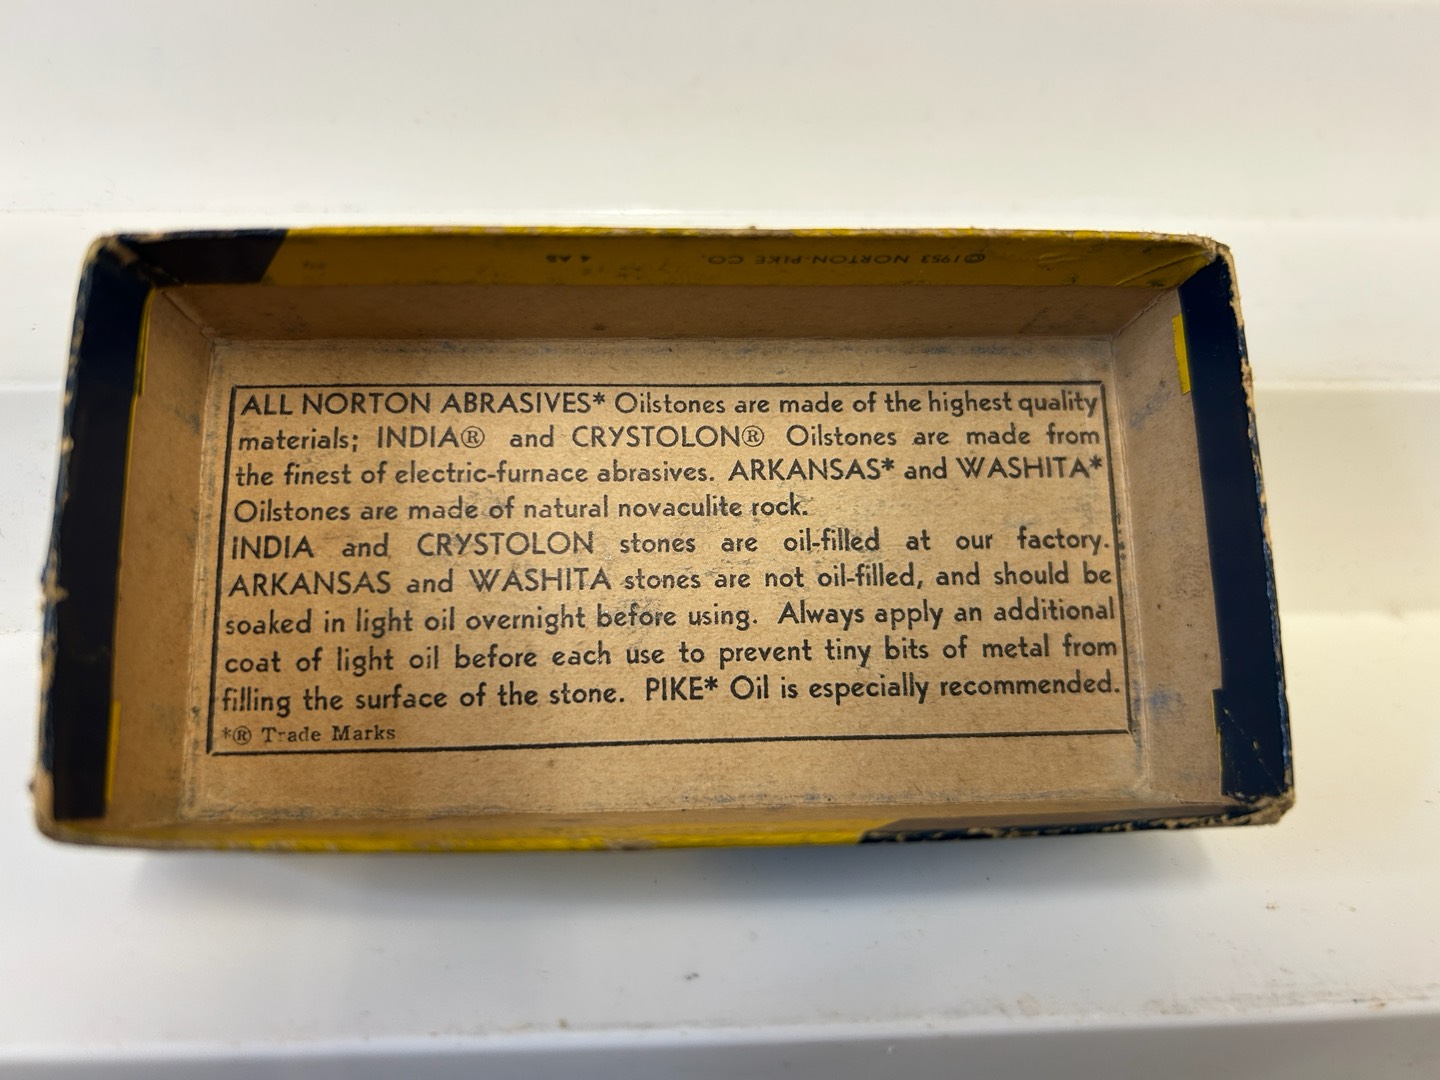 ©1953 NORTON-PIKE CO. 4 AB
ALL NORTON ABRASIVES* Oilstones are made of the highest quality
materials; INDIA® and CRYSTOLON® Oilstones are made from
the finest of electric-furnace abrasives. ARKANSAS* and WASHITA*
Oilstones are made of natural novaculite rock.
INDIA and CRYSTOLON stones are oil-filled at our factory.
ARKANSAS and WASHITA stones are not oil-filled, and should be
soaked in light oil overnight before using. Always apply an additional
coat of light oil before each use to prevent tiny bits of metal from
filling the surface of the stone. PIKE* Oil is especially recommended.
*® Trade Marks